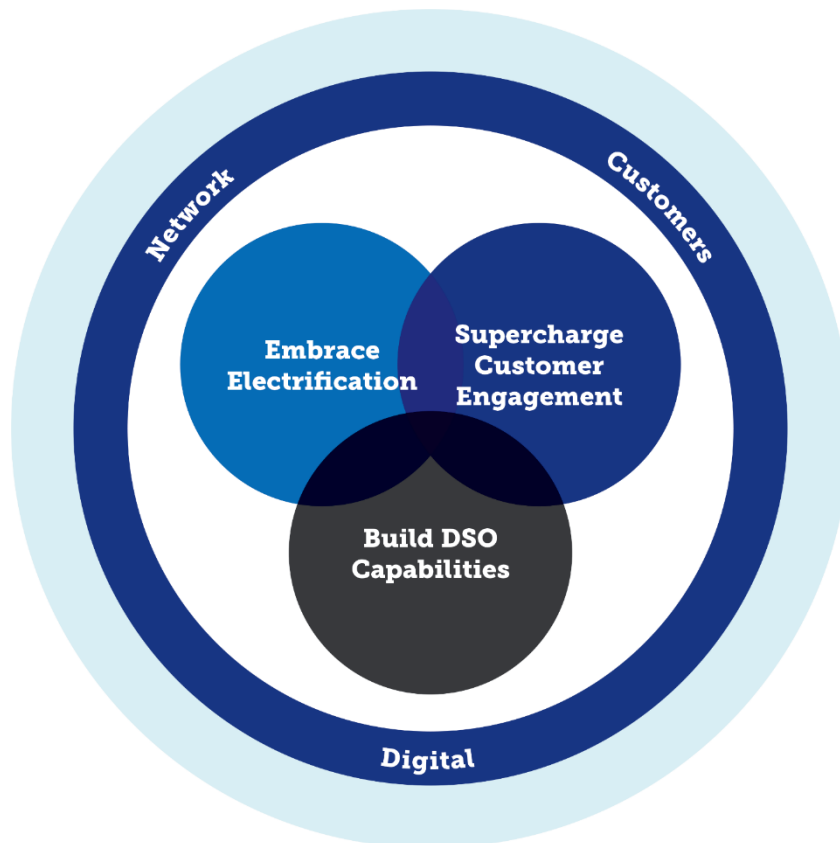 Network
Customers
Embrace
Electrification
Supercharge
Customer
Engagement
Build DSO
Capabilities
Digital